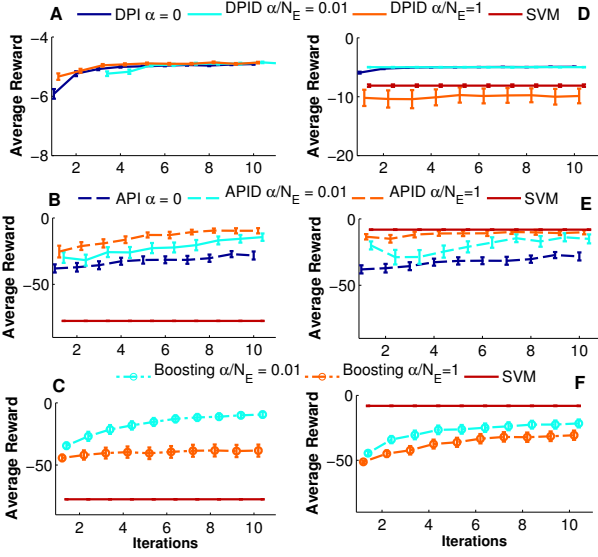 A DPI α = 0 DPID α/N_E = 0.01 DPID α/N_E=1 SVM D
−4
−6
−8
2 4 6 8 10
Average Reward
0
−10
−20
2 4 6 8 10
Average Reward
B API α = 0 APID α/N_E = 0.01 APID α/N_E=1 SVM E
0
−50
2 4 6 8 10
Average Reward
0
−50
2 4 6 8 10
Average Reward
C Boosting α/N_E = 0.01 Boosting α/N_E=1 SVM F
0
−50
2 4 6 8 10
Average Reward
Iterations
0
−50
2 4 6 8 10
Average Reward
Iterations